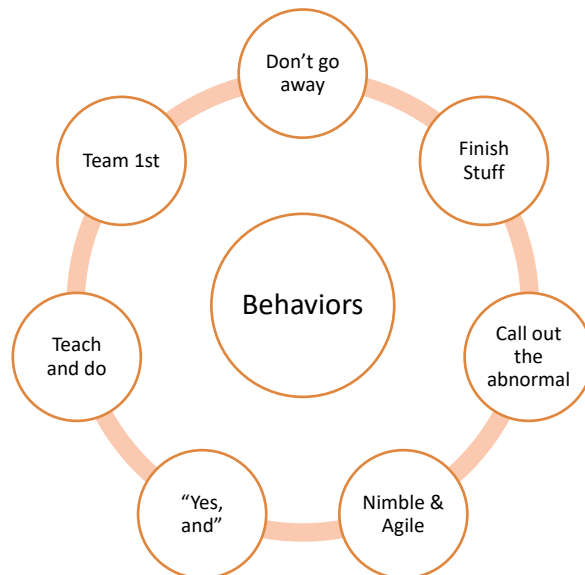 Don’t go
away
Finish
Stuff
Call out
the
abnormal
Nimble &
Agile
“Yes,
and”
Teach
and do
Team 1st
Behaviors